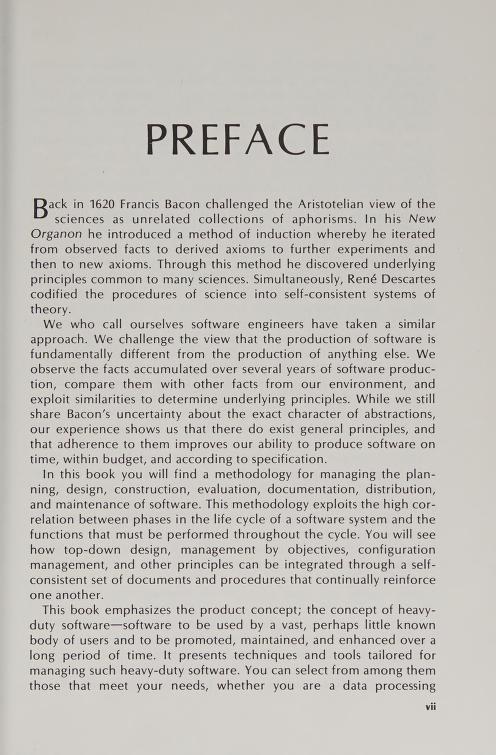 PREFACE
Back in 1620 Francis Bacon challenged the Aristotelian view of the
sciences as unrelated collections of aphorisms. In his New
Organon he introduced a method of induction whereby he iterated
from observed facts to derived axioms to further experiments and
then to new axioms. Through this method he discovered underlying
principles common to many sciences. Simultaneously, René Descartes
codified the procedures of science into self-consistent systems of
theory.
We who call ourselves software engineers have taken a similar
approach. We challenge the view that the production of software is
fundamentally different from the production of anything else. We
observe the facts accumulated over several years of software produc-
tion, compare them with other facts from our environment, and
exploit similarities to determine underlying principles. While we still
share Bacon's uncertainty about the exact character of abstractions,
our experience shows us that there do exist general principles, and
that adherence to them improves our ability to produce software on
time, within budget, and according to specification.
In this book you will find a methodology for managing the plan-
ning, design, construction, evaluation, documentation, distribution,
and maintenance of software. This methodology exploits the high cor-
relation between phases in the life cycle of a software system and the
functions that must be performed throughout the cycle. You will see
how top-down design, management by objectives, configuration
management, and other principles can be integrated through a self-
consistent set of documents and procedures that continually reinforce
one another.
This book emphasizes the product concept; the concept of heavy-
duty software—software to be used by a vast, perhaps little known
body of users and to be promoted, maintained, and enhanced over a
long period of time. It presents techniques and tools tailored for
managing such heavy-duty software. You can select from among them
those that meet your needs, whether you are a data processing
vii